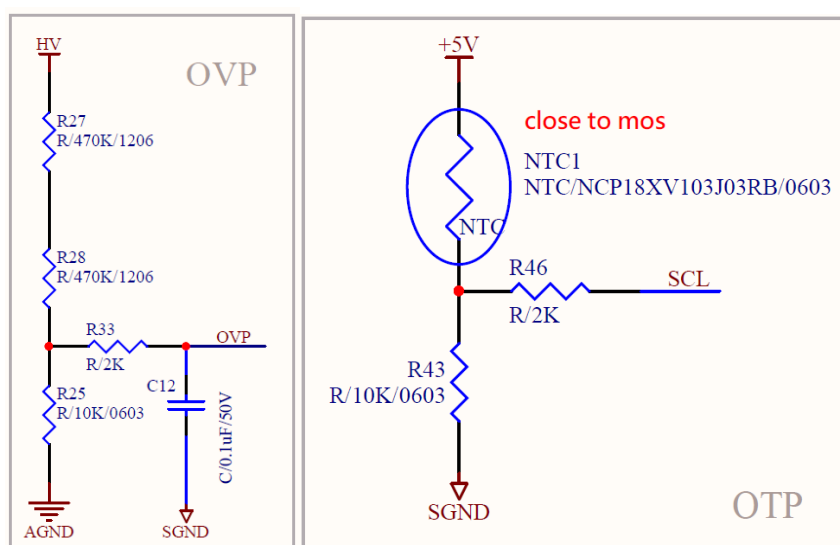 HV
OVP
R27
R/470K/1206
R28
R/470K/1206
R33
OVP
R/2K
R25
R/10K/0603
C12
C/0.1uF/50V
AGND
SGND
+5V
close to mos
NTC1
NTC/NCP18XV103J03RB/0603
NTC
R46
SCL
R/2K
R43
R/10K/0603
SGND
OTP